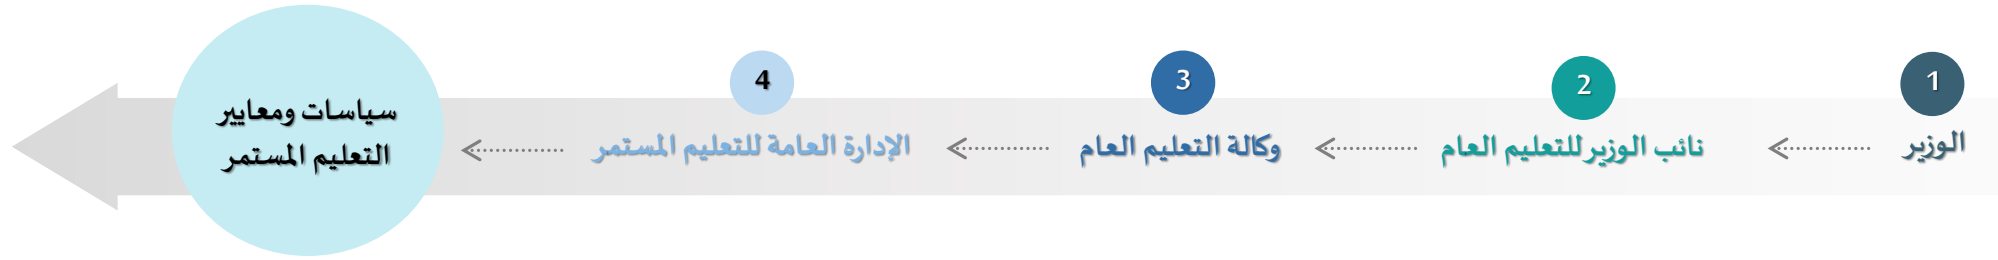 1
الوزير
2
نائب الوزير للتعليم العام
3
وكالة التعليم العام
4
الإدارة العامة للتعليم المستمر
سياسات ومعايير
التعليم المستمر